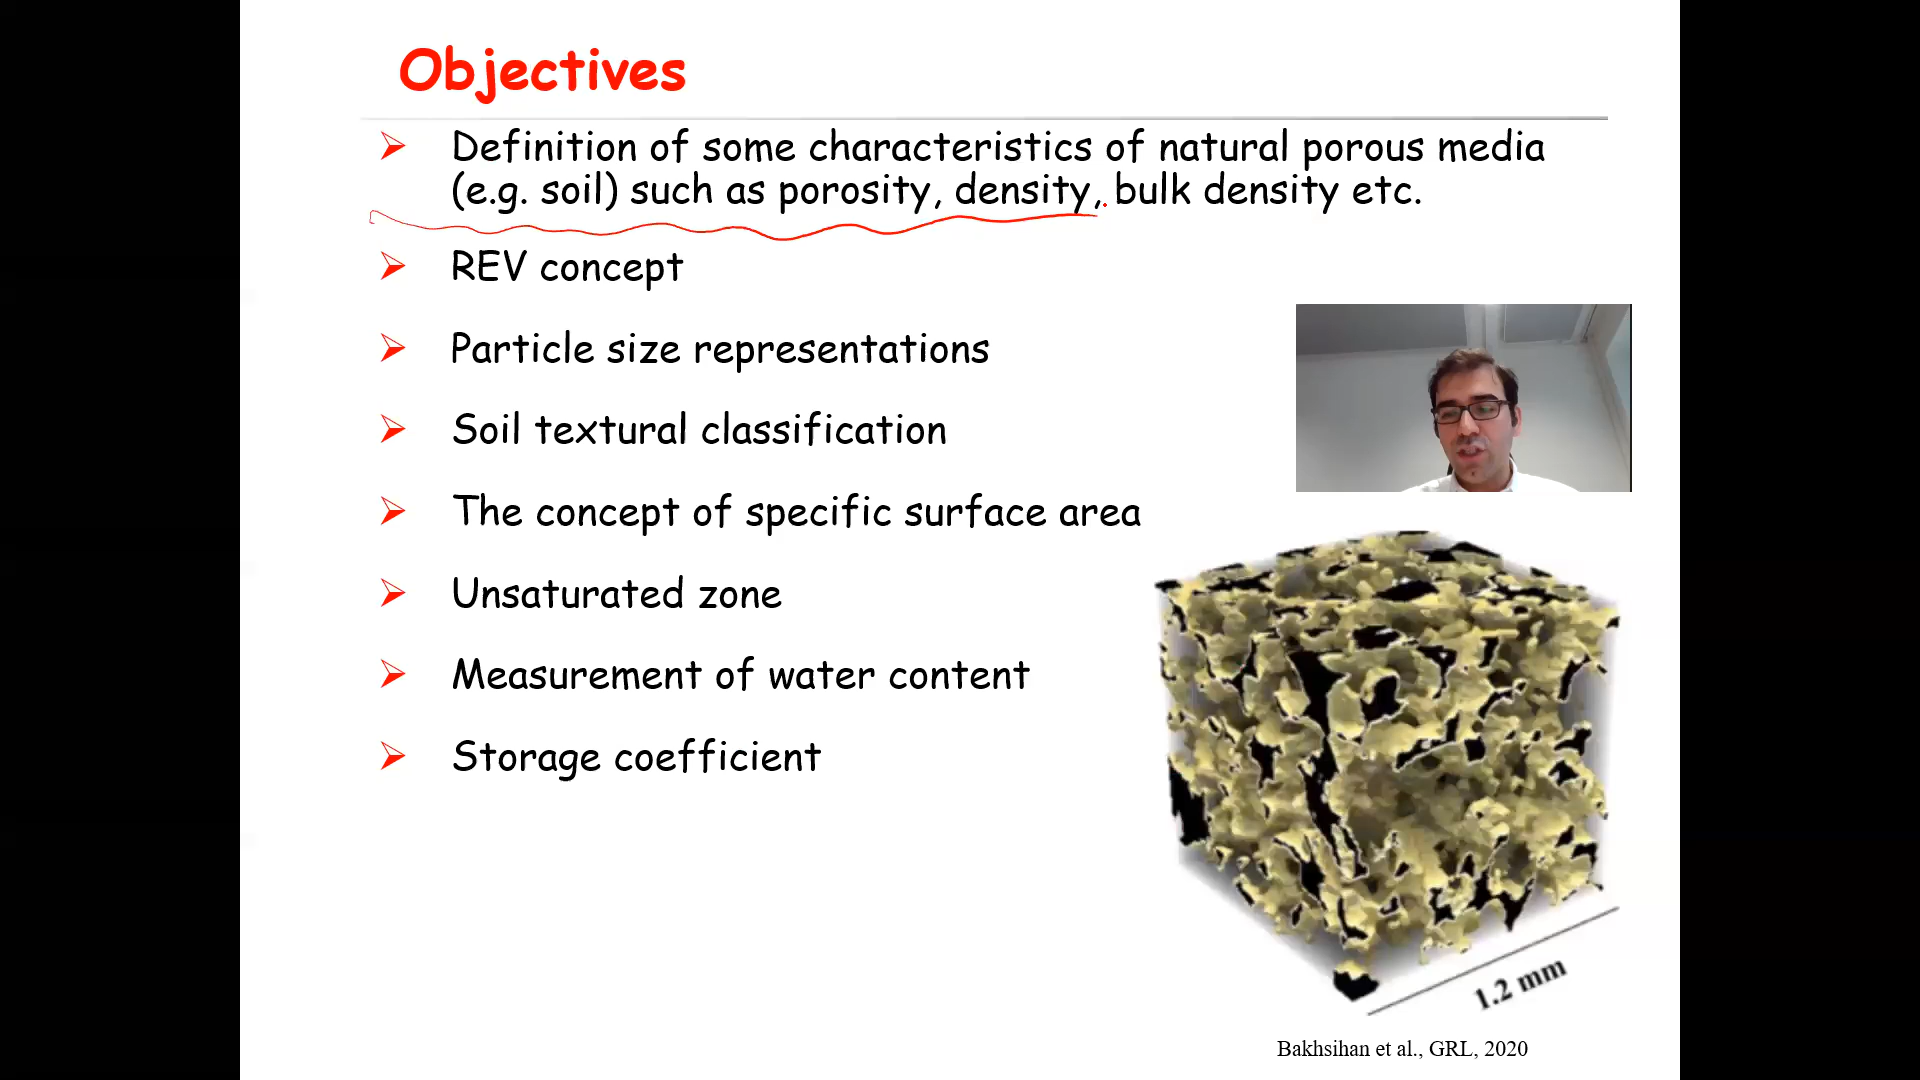 Objectives
Definition of some characteristics of natural porous media
(e.g. soil) such as porosity, density, bulk density etc.
REV concept
Particle size representations
Soil textural classification
The concept of specific surface area
Unsaturated zone
Measurement of water content
Storage coefficient
1.2 mm
Bakhsihan et al., GRL, 2020